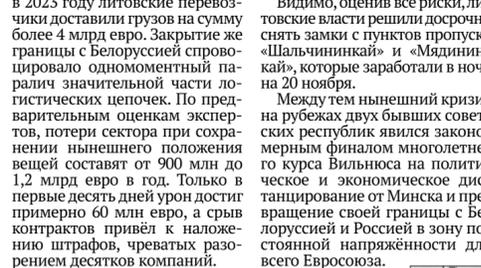 в 2023 году литовские перевоз-
чики доставили грузов на сумму
более 4 млрд евро. Закрытие же
границы с Белоруссией спрово-
цировало одномоментный па-
ралич значительной части ло-
гистических цепочек. По пред-
варительным оценкам экспер-
тов, потери сектора при сохра-
нении нынешнего положения
вещей составят от 900 млн до
1,2 млрд евро в год. Только в
первые десять дней урон достиг
примерно 60 млн евро, а срыв
контрактов привёл к наложе-
нию штрафов, чреватых разо-
рением десятков компаний.
Видимо, оценив все риски, ли
товские власти решили досрочн
снять замки с пунктов пропуск
«Шальчининкай» и «Мядинин
кай», которые заработали в ноч
на 20 ноября.
Между тем нынешний кризи
на рубежах двух бывших совет
ских республик явился законо
мерным финалом многолетне
го курса Вильнюса на полити
ческое и экономическое дис
танцирование от Минска и пре
вращение своей границы с Бе
лоруссией и Россией в зону по
стоянной напряжённости дл
всего Евросоюза.